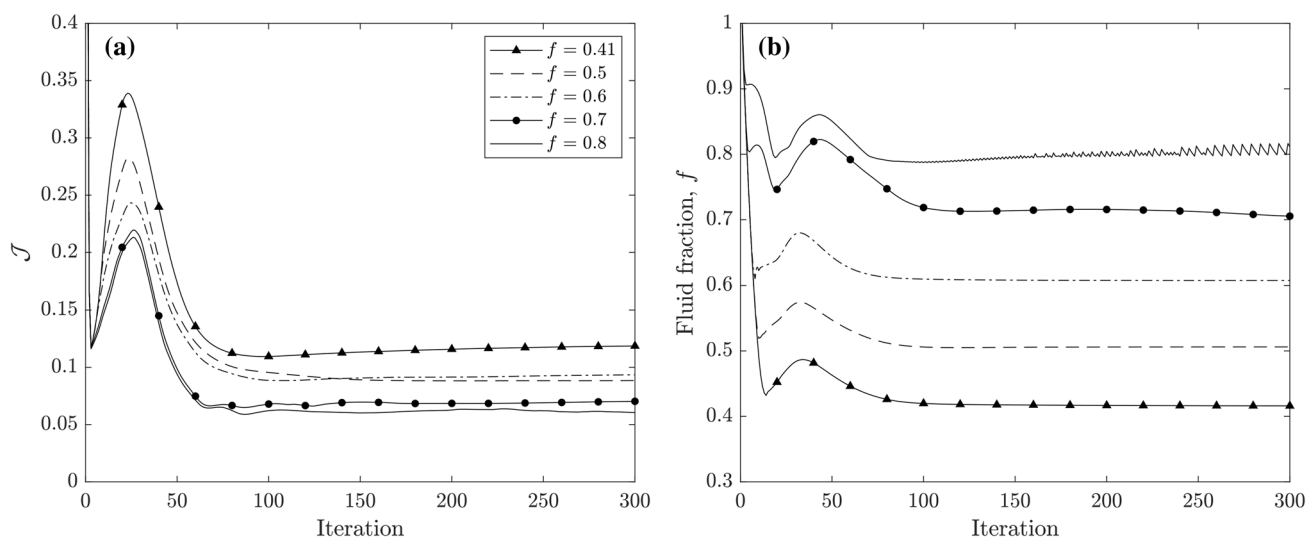 (a)
0.4
0.35
0.3
0.25
0.2
0.15
0.1
0.05
0
𝒥
f = 0.41
f = 0.5
f = 0.6
f = 0.7
f = 0.8
0 50 100 150 200 250 300
Iteration
(b)
1
0.9
0.8
0.7
0.6
0.5
0.4
0.3
Fluid fraction, f
0 50 100 150 200 250 300
Iteration